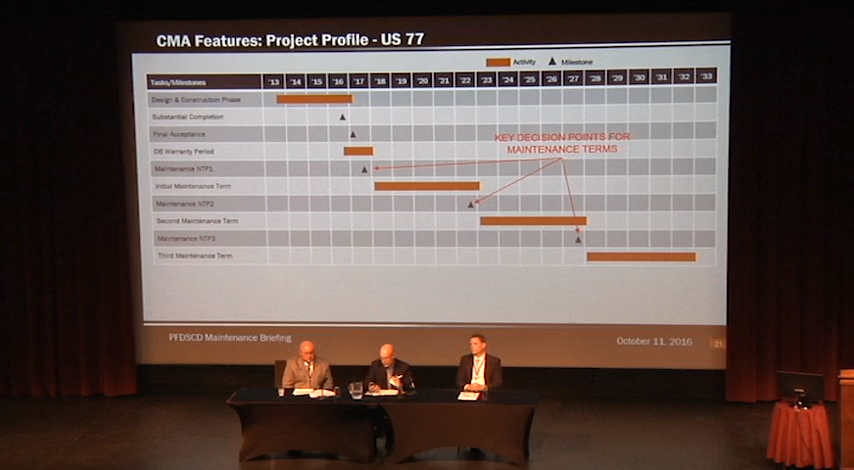 CMA Features: Project Profile - US 77
Activity
Milestone
Tasks/Milestones
'13 '14 '15 '16 '17 '18 '19 '20 '21 '22 '23 '24 '25 '26 '27 '28 '29 '30 '31 '32 '33
Design & Construction Phase
Substantial Completion
Final Acceptance
DB Warranty Period
KEY DECISION POINTS FOR
MAINTENANCE TERMS
Maintenance NTP1
Initial Maintenance Term
Maintenance NTP2
Second Maintenance Term
Maintenance NTP3
Third Maintenance Term
PFDSCD Maintenance Briefing
October 11, 2016
21